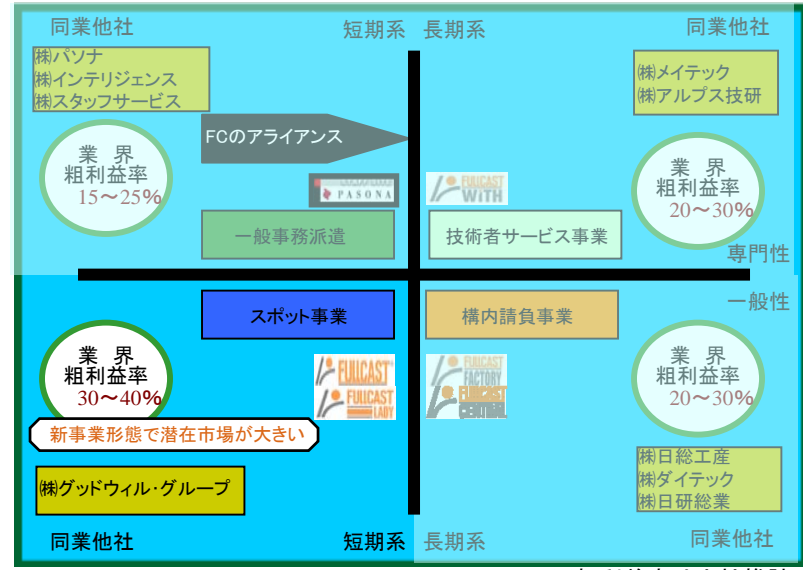 同業他社
短期系 長期系
同業他社
㈱パソナ
㈱インテリジェンス
㈱スタッフサービス
㈱メイテック
㈱アルプス技研
FCのアライアンス
業 界
粗利益率
15～25%
業 界
粗利益率
20～30%
PASONA
FULLCAST
WITH
一般事務派遣
技術者サービス事業
専門性
一般性
スポット事業
構内請負事業
業 界
粗利益率
30～40%
業 界
粗利益率
20～30%
FULLCAST
FULLCAST
LADY
FULLCAST
FACTORY
FULLCAST
CENTRAL
新事業形態で潜在市場が大きい
㈱グッドウィル・グループ
㈱日総工産
㈱ダイテック
㈱日研総業
同業他社
短期系 長期系
同業他社